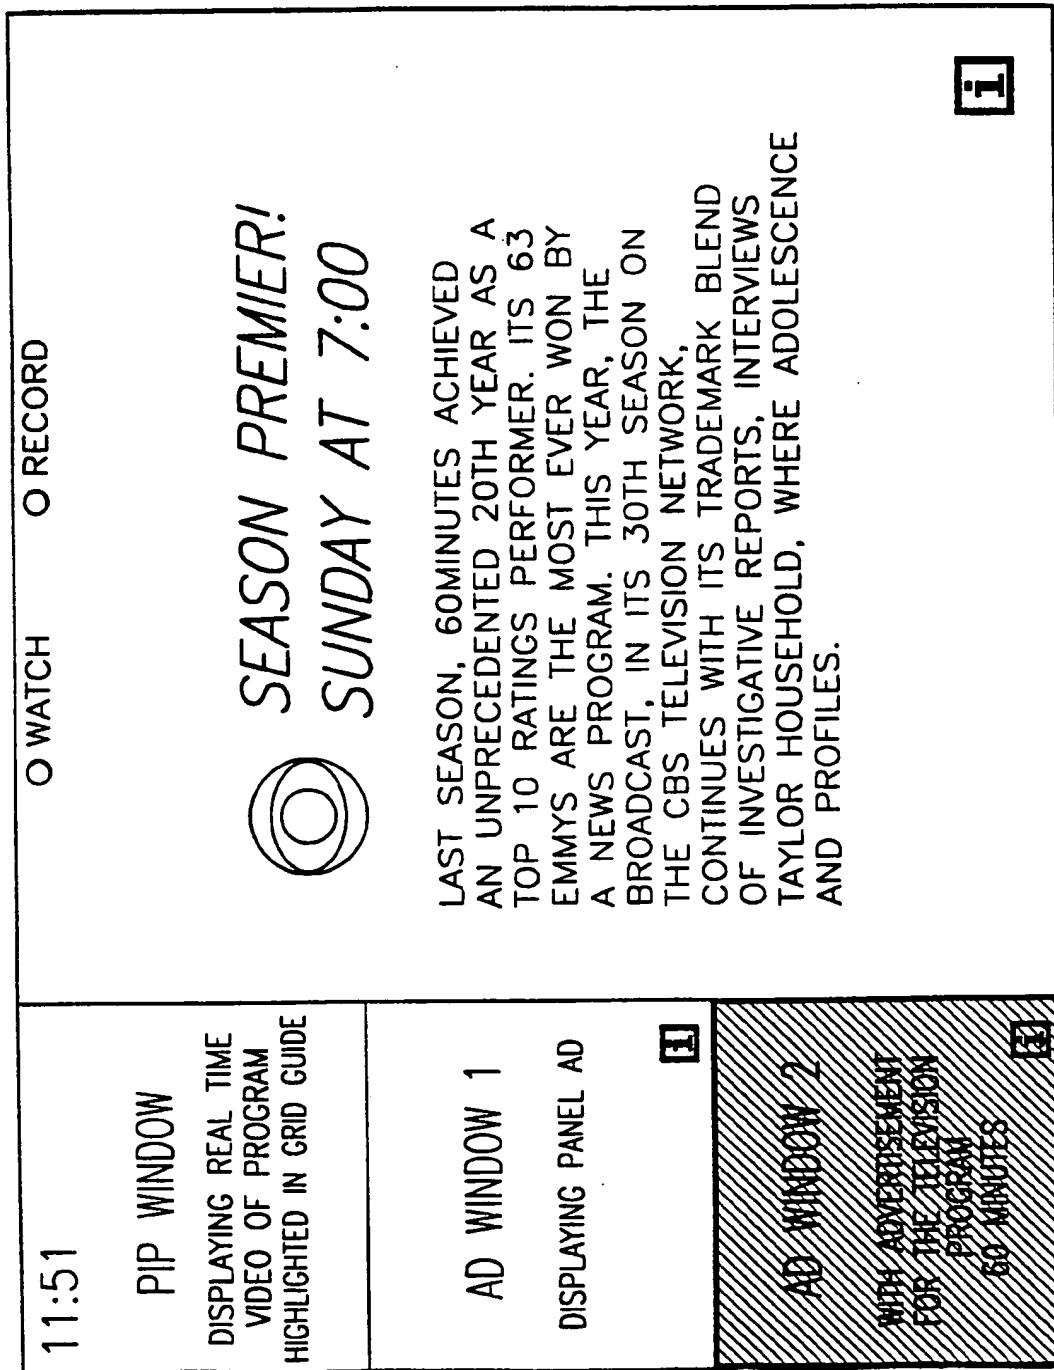 11:51
PIP WINDOW
DISPLAYING REAL TIME
VIDEO OF PROGRAM
HIGHLIGHTED IN GRID GUIDE
AD WINDOW 1
DISPLAYING PANEL AD
i
AD WINDOW 2
WITH ADVERTISEMENT
FOR THE TELEVISION
PROGRAM
60 MINUTES
i
O WATCH
O RECORD
SEASON PREMIER!
SUNDAY AT 7:00
LAST SEASON, 60MINUTES ACHIEVED
AN UNPRECEDENTED 20TH YEAR AS A
TOP 10 RATINGS PERFORMER. ITS 63
EMMYS ARE THE MOST EVER WON BY
A NEWS PROGRAM. THIS YEAR, THE
BROADCAST, IN ITS 30TH SEASON ON
THE CBS TELEVISION NETWORK,
CONTINUES WITH ITS TRADEMARK BLEND
OF INVESTIGATIVE REPORTS, INTERVIEWS
TAYLOR HOUSEHOLD, WHERE ADOLESCENCE
AND PROFILES.
i